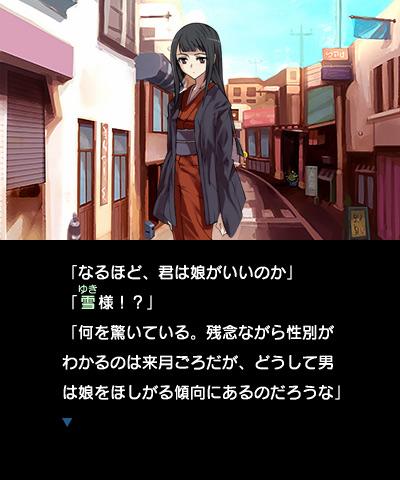 「なるほど、君は娘がいいのか」
ゆき
「雪様！？」
「何を驚いている。残念ながら性別が
わかるのは来月ごろだが、どうして男
は娘をほしがる傾向にあるのだろうな」